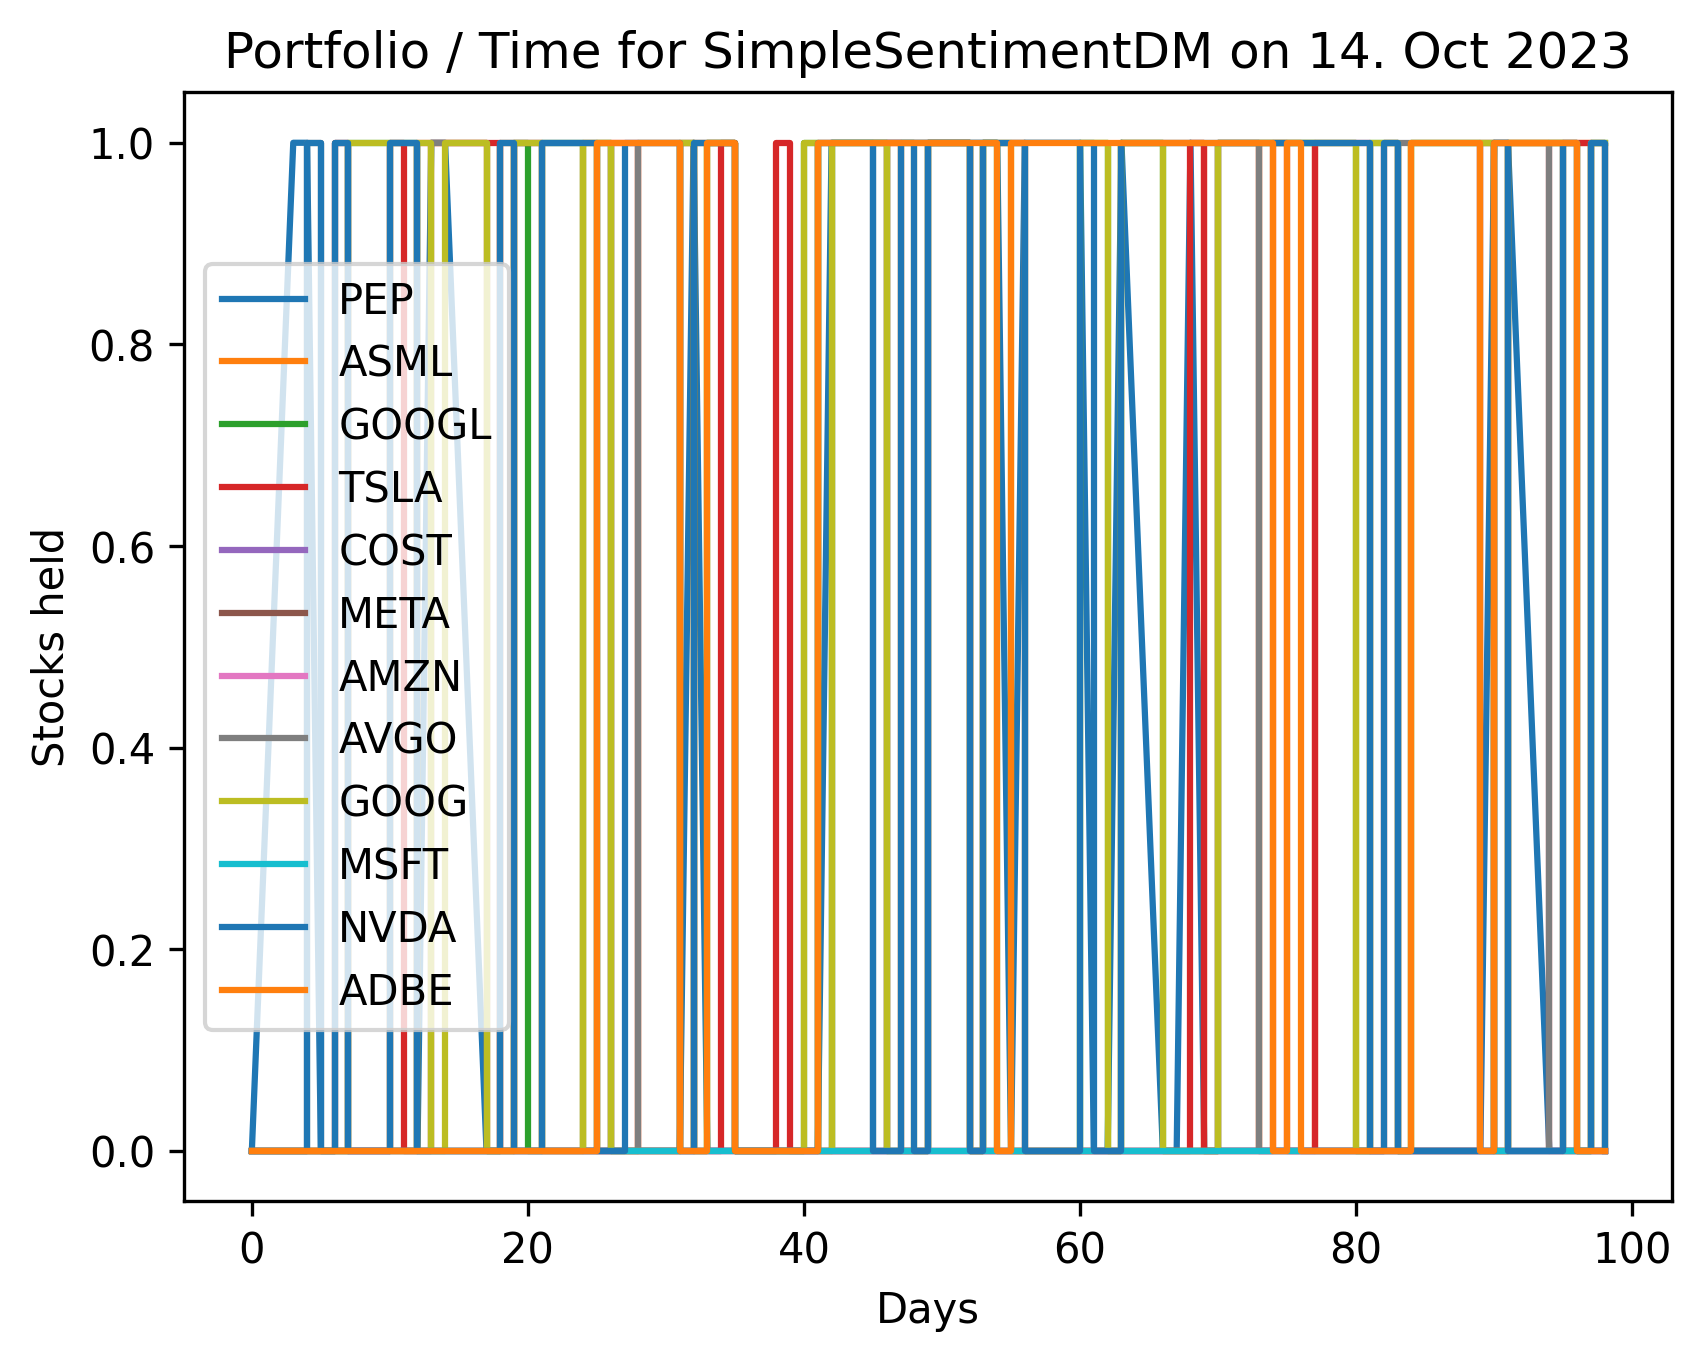 Portfolio / Time for SimpleSentimentDM on 14. Oct 2023
1.0
0.8
0.6
0.4
0.2
0.0
Stocks held
PEP
ASML
GOOGL
TSLA
COST
META
AMZN
AVGO
GOOG
MSFT
NVDA
ADBE
0 20 40 60 80 100
Days